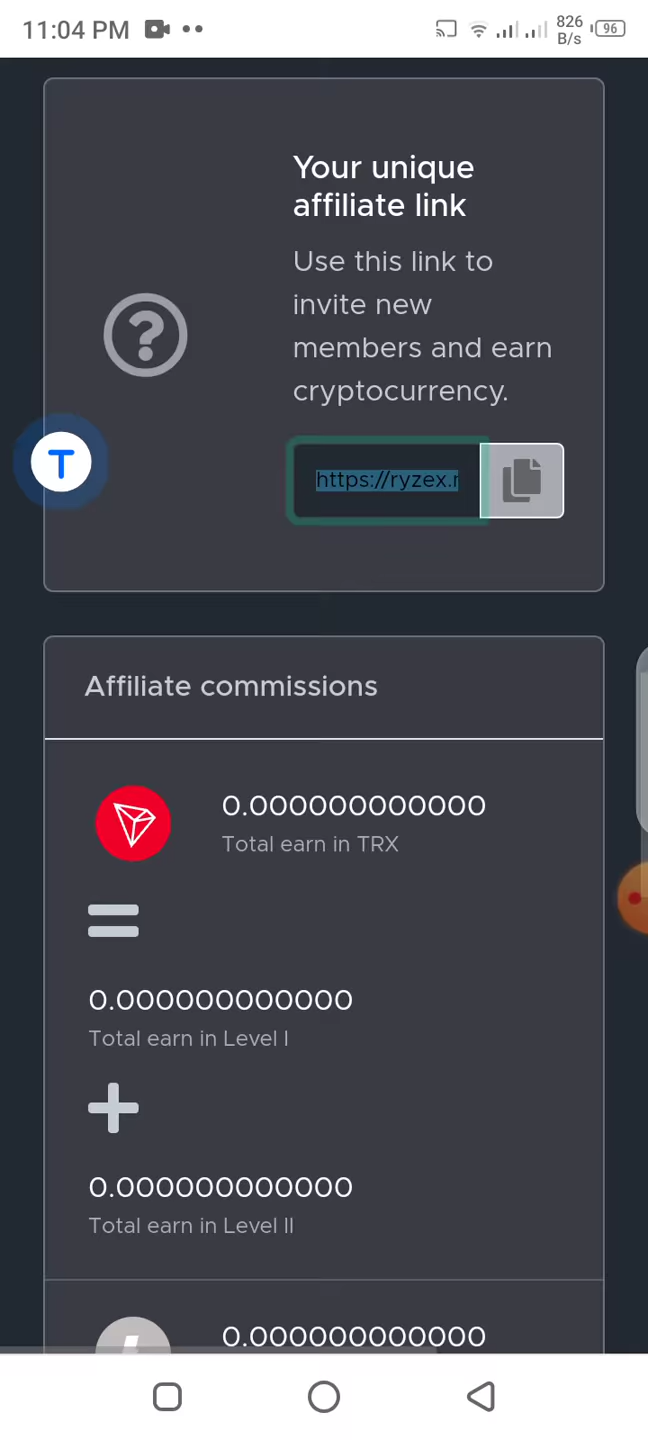 11:04 PM
826
B/s
96
Your unique
affiliate link
Use this link to
invite new
members and earn
cryptocurrency.
T
https://ryzex.r
Affiliate commissions
0.000000000000
Total earn in TRX
0.000000000000
Total earn in Level I
0.000000000000
Total earn in Level II
0.000000000000